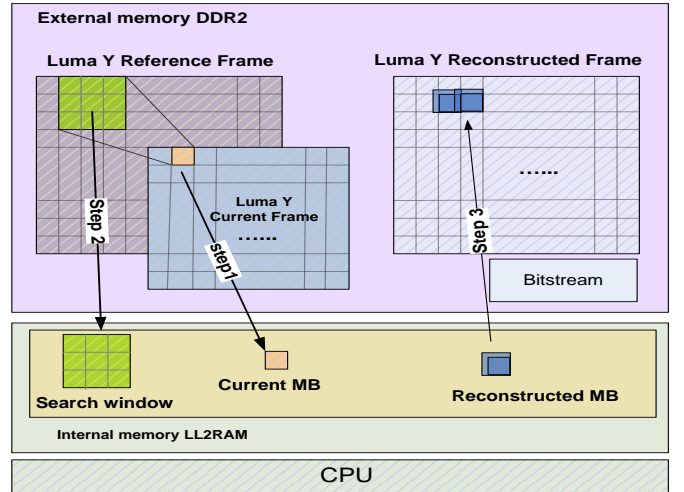 External memory DDR2
Luma Y Reference Frame
Luma Y Reconstructed Frame
Luma Y
Current Frame
......
......
Step 2
step1
Step 3
Bitstream
Search window
Current MB
Reconstructed MB
Internal memory LL2RAM
CPU